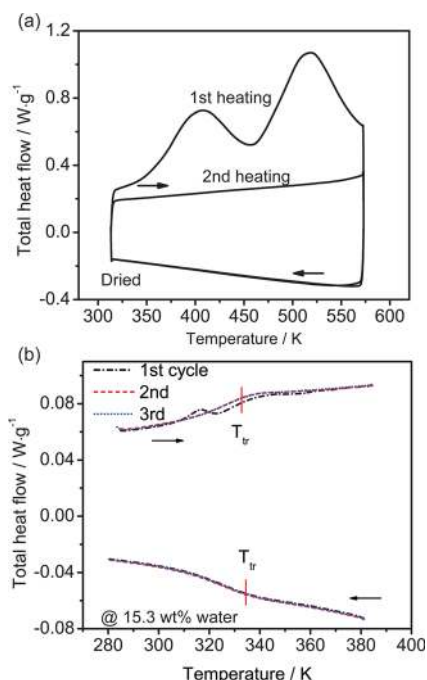 (a)
1.2
0.8
0.4
0.0
-0.4
Total heat flow / W·g⁻¹
1st heating
2nd heating
Dried
300 350 400 450 500 550 600
Temperature / K
(b)
0.08
0.04
0.00
-0.04
-0.08
Total heat flow / W·g⁻¹
1st cycle
2nd
3rd
Ttr
Ttr
@ 15.3 wt% water
280 300 320 340 360 380 400
Temperature / K